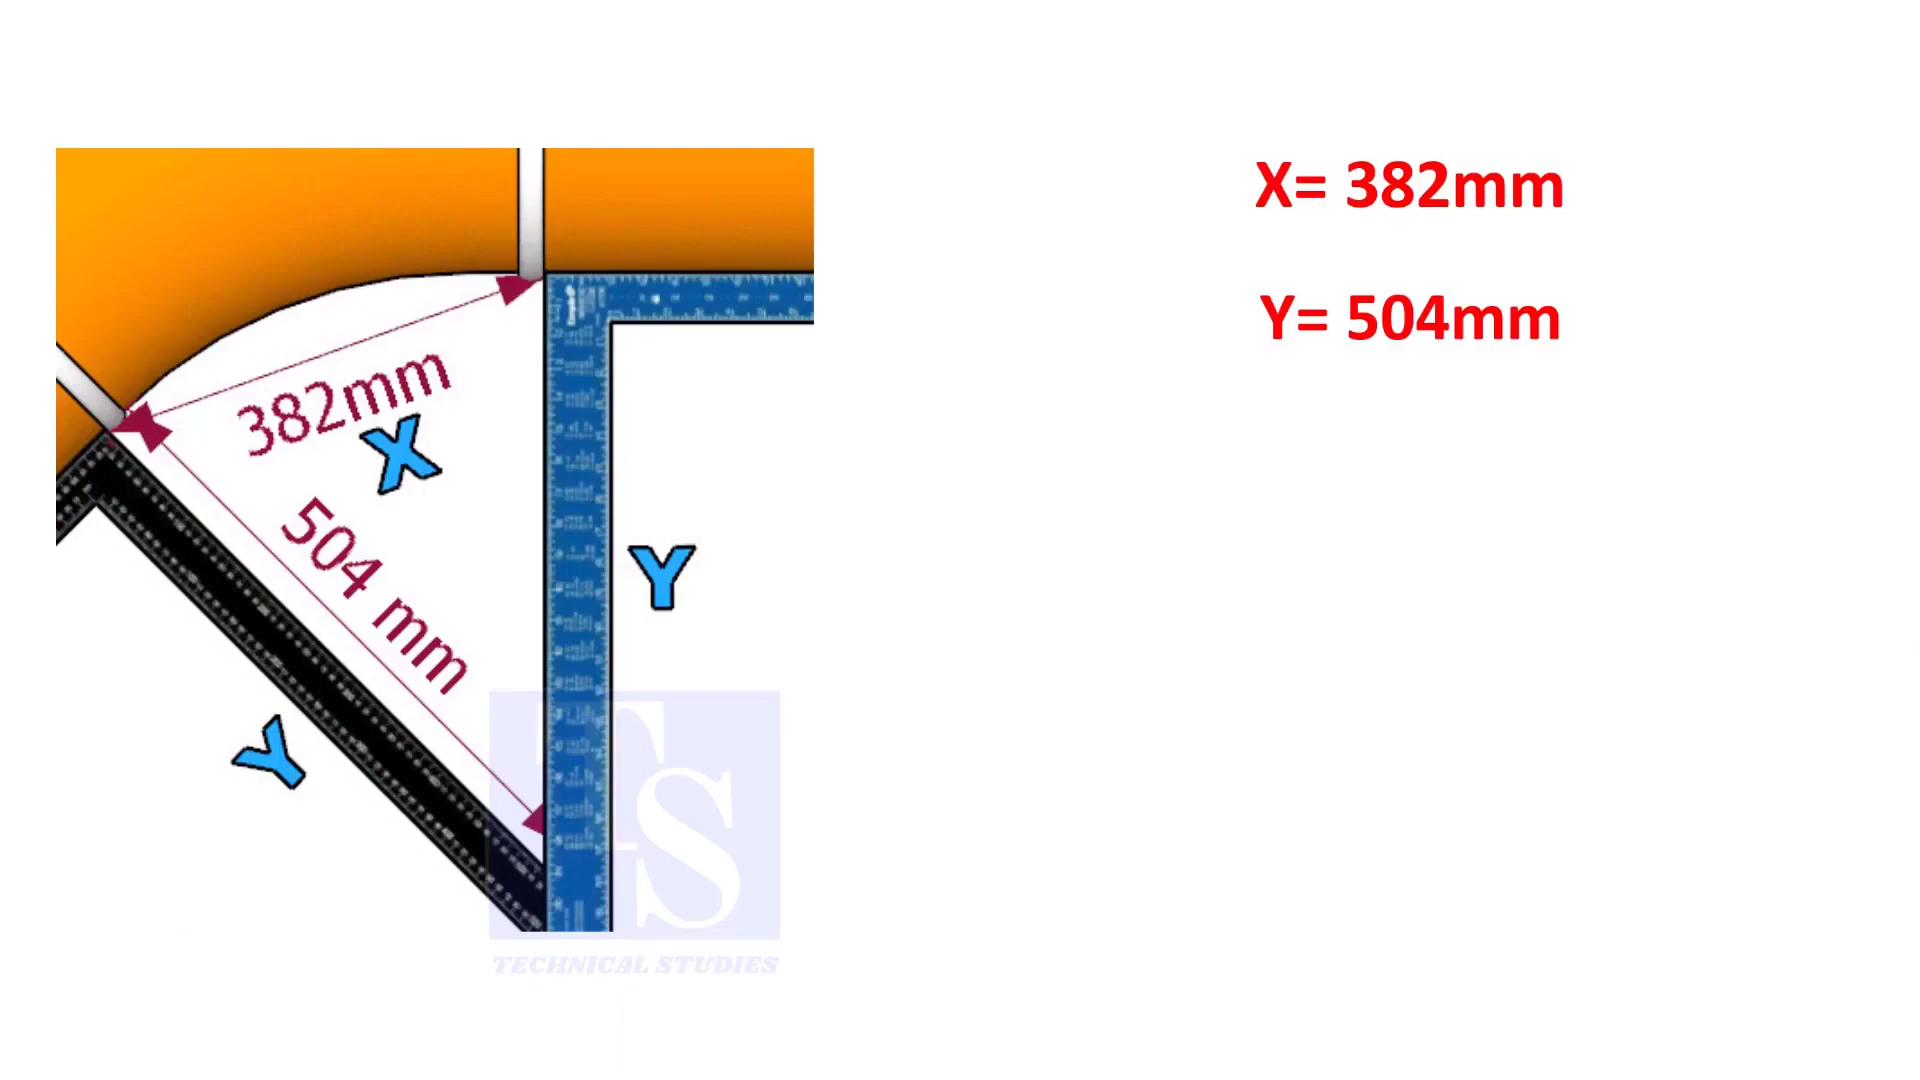 X= 382mm
Y= 504mm
382mm
X
504 mm
Y
Y
TS
TECHNICAL STUDIES